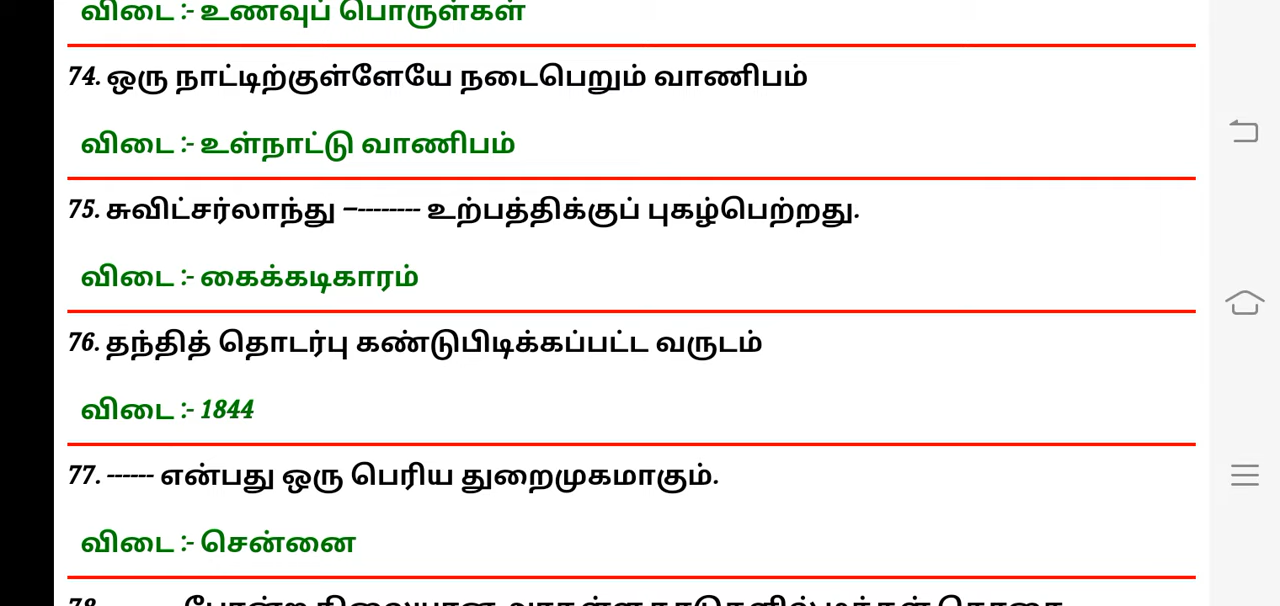 விடை :- உணவுப் பொருள்கள்
74. ஒரு நாட்டிற்குள்ளேயே நடைபெறும் வாணிபம்
விடை :- உள்நாட்டு வாணிபம்
75. சுவிட்சர்லாந்து –-------- உற்பத்திக்குப் புகழ்பெற்றது.
விடை :- கைக்கடிகாரம்
76. தந்தித் தொடர்பு கண்டுபிடிக்கப்பட்ட வருடம்
விடை :- 1844
77. ------ என்பது ஒரு பெரிய துறைமுகமாகும்.
விடை :- சென்னை
78.